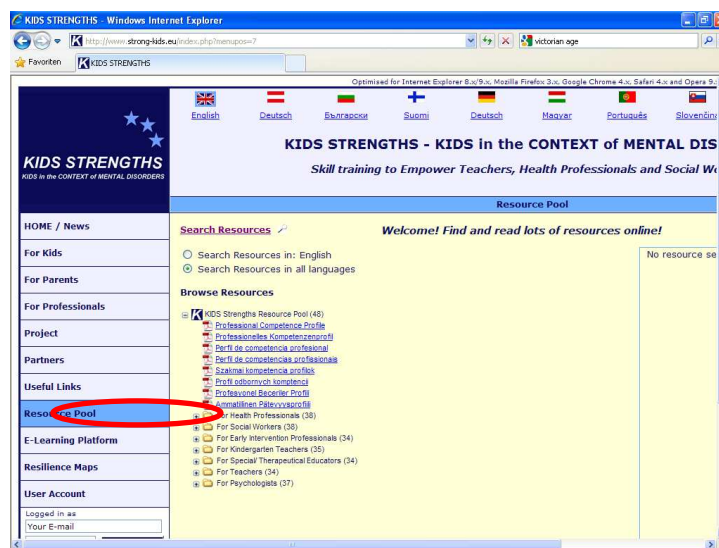 KIDS STRENGTHS - Windows Internet Explorer
http://www.strong-kids.eu/index.php?menupos=7
victorian age
Favoriten
KIDS STRENGTHS
Optimised for Internet Explorer 8.x/9.x, Mozilla Firefox 3.x, Google Chrome 4.x, Safari 4.x and Opera 9.
English Deutsch Български Suomi Deutsch Magyar Português Slovenčina
KIDS STRENGTHS
KIDS in the CONTEXT of MENTAL DISORDERS
KIDS STRENGTHS - KIDS in the CONTEXT of MENTAL DIS
Skill training to Empower Teachers, Health Professionals and Social Wo
Resource Pool
HOME / News
For Kids
For Parents
For Professionals
Project
Partners
Useful Links
Resource Pool
E-Learning Platform
Resilience Maps
User Account
Logged in as
Your E-mail
Search Resources
Welcome! Find and read lots of resources online!
Search Resources in: English
Search Resources in all languages
No resource se
Browse Resources
KIDS Strengths Resource Pool (48)
Professional Competence Profile
Professionelles Kompetenzenprofil
Perfil de competencia profesional
Perfil de competencias profissionais
Szakmai kompetencia profilok
Profil odbornych komptencii
Profesyonel Beceriler Profili
Ammatillinen Pätevyysprofiili
For Health Professionals (38)
For Social Workers (38)
For Early Intervention Professionals (34)
For Kindergarten Teachers (35)
For Special/ Therapeutical Educators (34)
For Teachers (34)
For Psychologists (37)